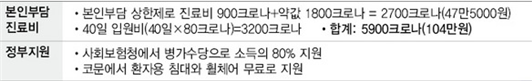 본인부담 진료비
• 본인부담 상한제로 진료비 900크로나+약값 1800크로나 = 2700크로나(47만5000원)
• 40일 입원비(40일×80크로나)=3200크로나 • 합계: 5900크로나(104만원)
정부지원
• 사회보험청에서 병가수당으로 소득의 80% 지원
• 코문에서 환자용 침대와 휠체어 무료로 지원